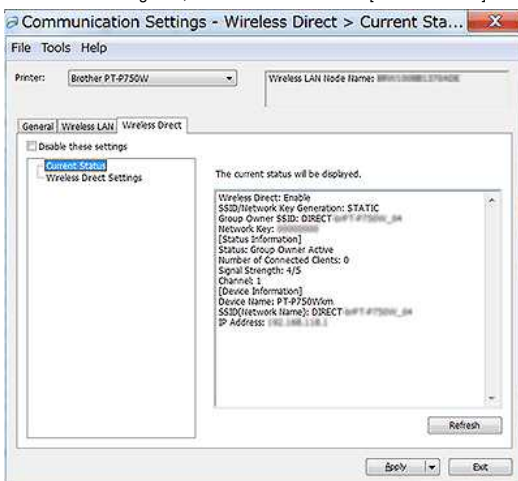 Communication Settings - Wireless Direct > Current Sta...
File Tools Help
Printer: Brother PT-P750W
Wireless LAN Node Name:
General Wireless LAN Wireless Direct
Disable these settings
Current Status
Wireless Direct Settings
The current status will be displayed.
Wireless Direct: Enable
SSID/Network Key Generation: STATIC
Group Owner SSID: DIRECT
Network Key:
[Status Information]
Status: Group Owner Active
Number of Connected Clients: 0
Signal Strength: 4/5
Channel: 1
[Device Information]
Device Name: PT-P750Wkm
SSID(Network Name): DIRECT
IP Address:
Refresh
Apply
Exit